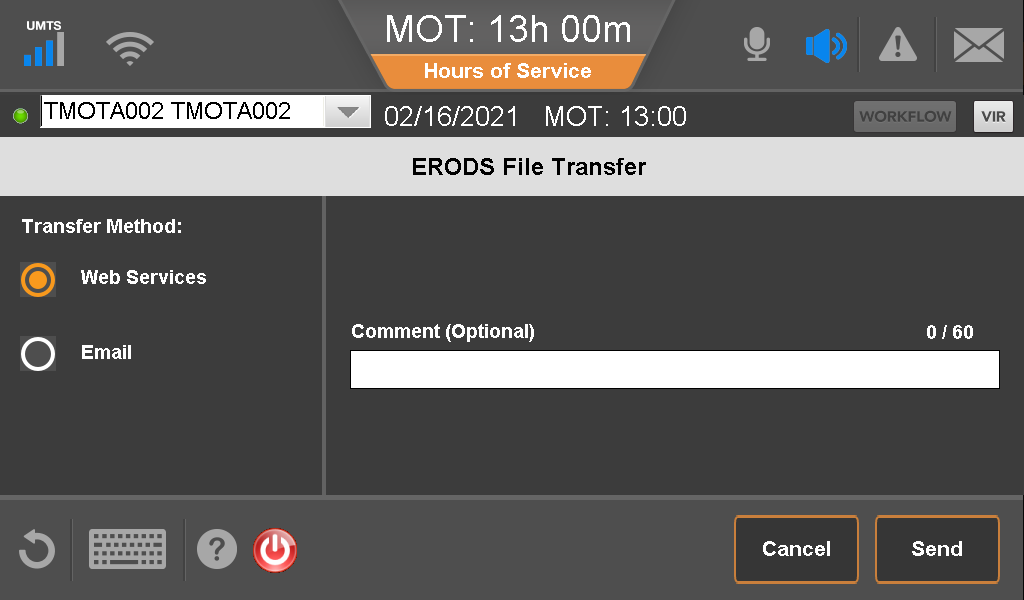 UMTS
MOT: 13h 00m
Hours of Service
TMOTA002 TMOTA002
02/16/2021 MOT: 13:00
WORKFLOW
VIR
ERODS File Transfer
Transfer Method:
Web Services
Email
Comment (Optional)
0 / 60
?
Cancel
Send